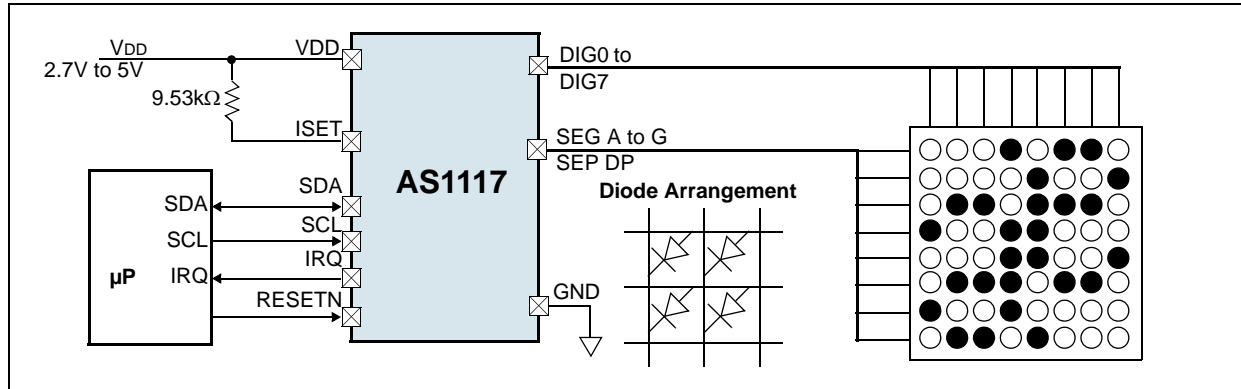 VDD
2.7V to 5V
9.53kΩ
VDD
ISET
SDA
SCL
IRQ
RESETN
SDA
SCL
IRQ
µP
AS1117
DIG0 to
DIG7
SEG A to G
SEP DP
GND
Diode Arrangement